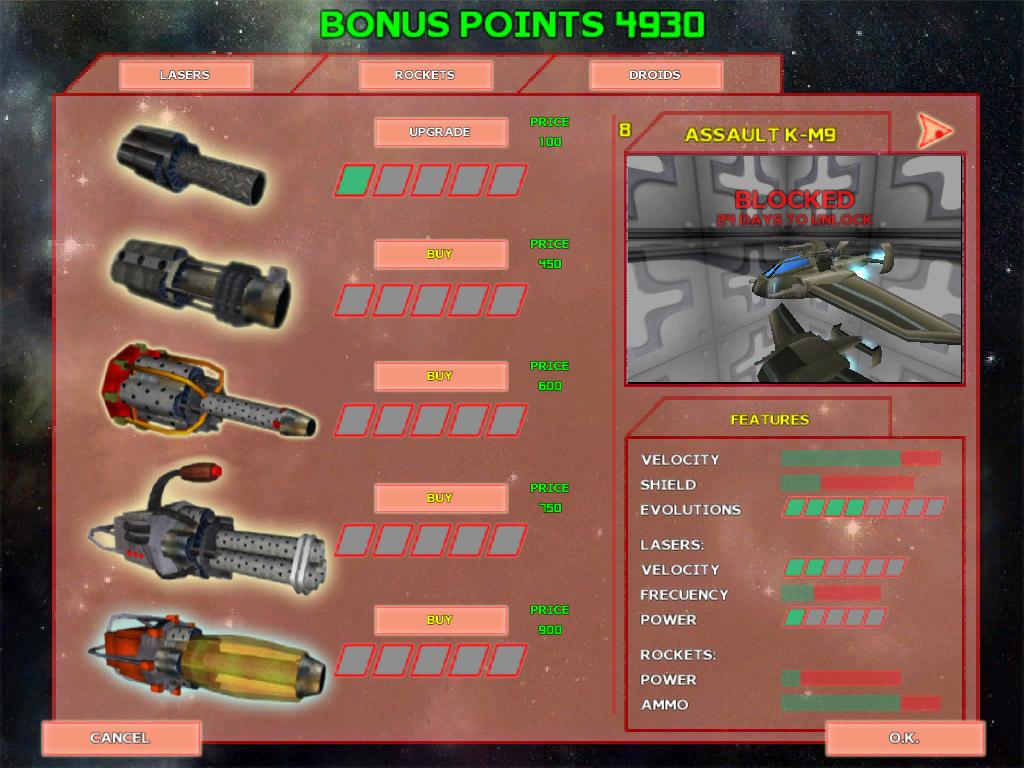 BONUS POINTS 4930
LASERS
ROCKETS
DROIDS
UPGRADE
PRICE
100
BUY
PRICE
450
BUY
PRICE
600
BUY
PRICE
750
BUY
PRICE
900
8
ASSAULT K-M9
BLOCKED
24 DAYS TO UNLOCK
FEATURES
VELOCITY
SHIELD
EVOLUTIONS
LASERS:
VELOCITY
FRECUENCY
POWER
ROCKETS:
POWER
AMMO
CANCEL
O.K.